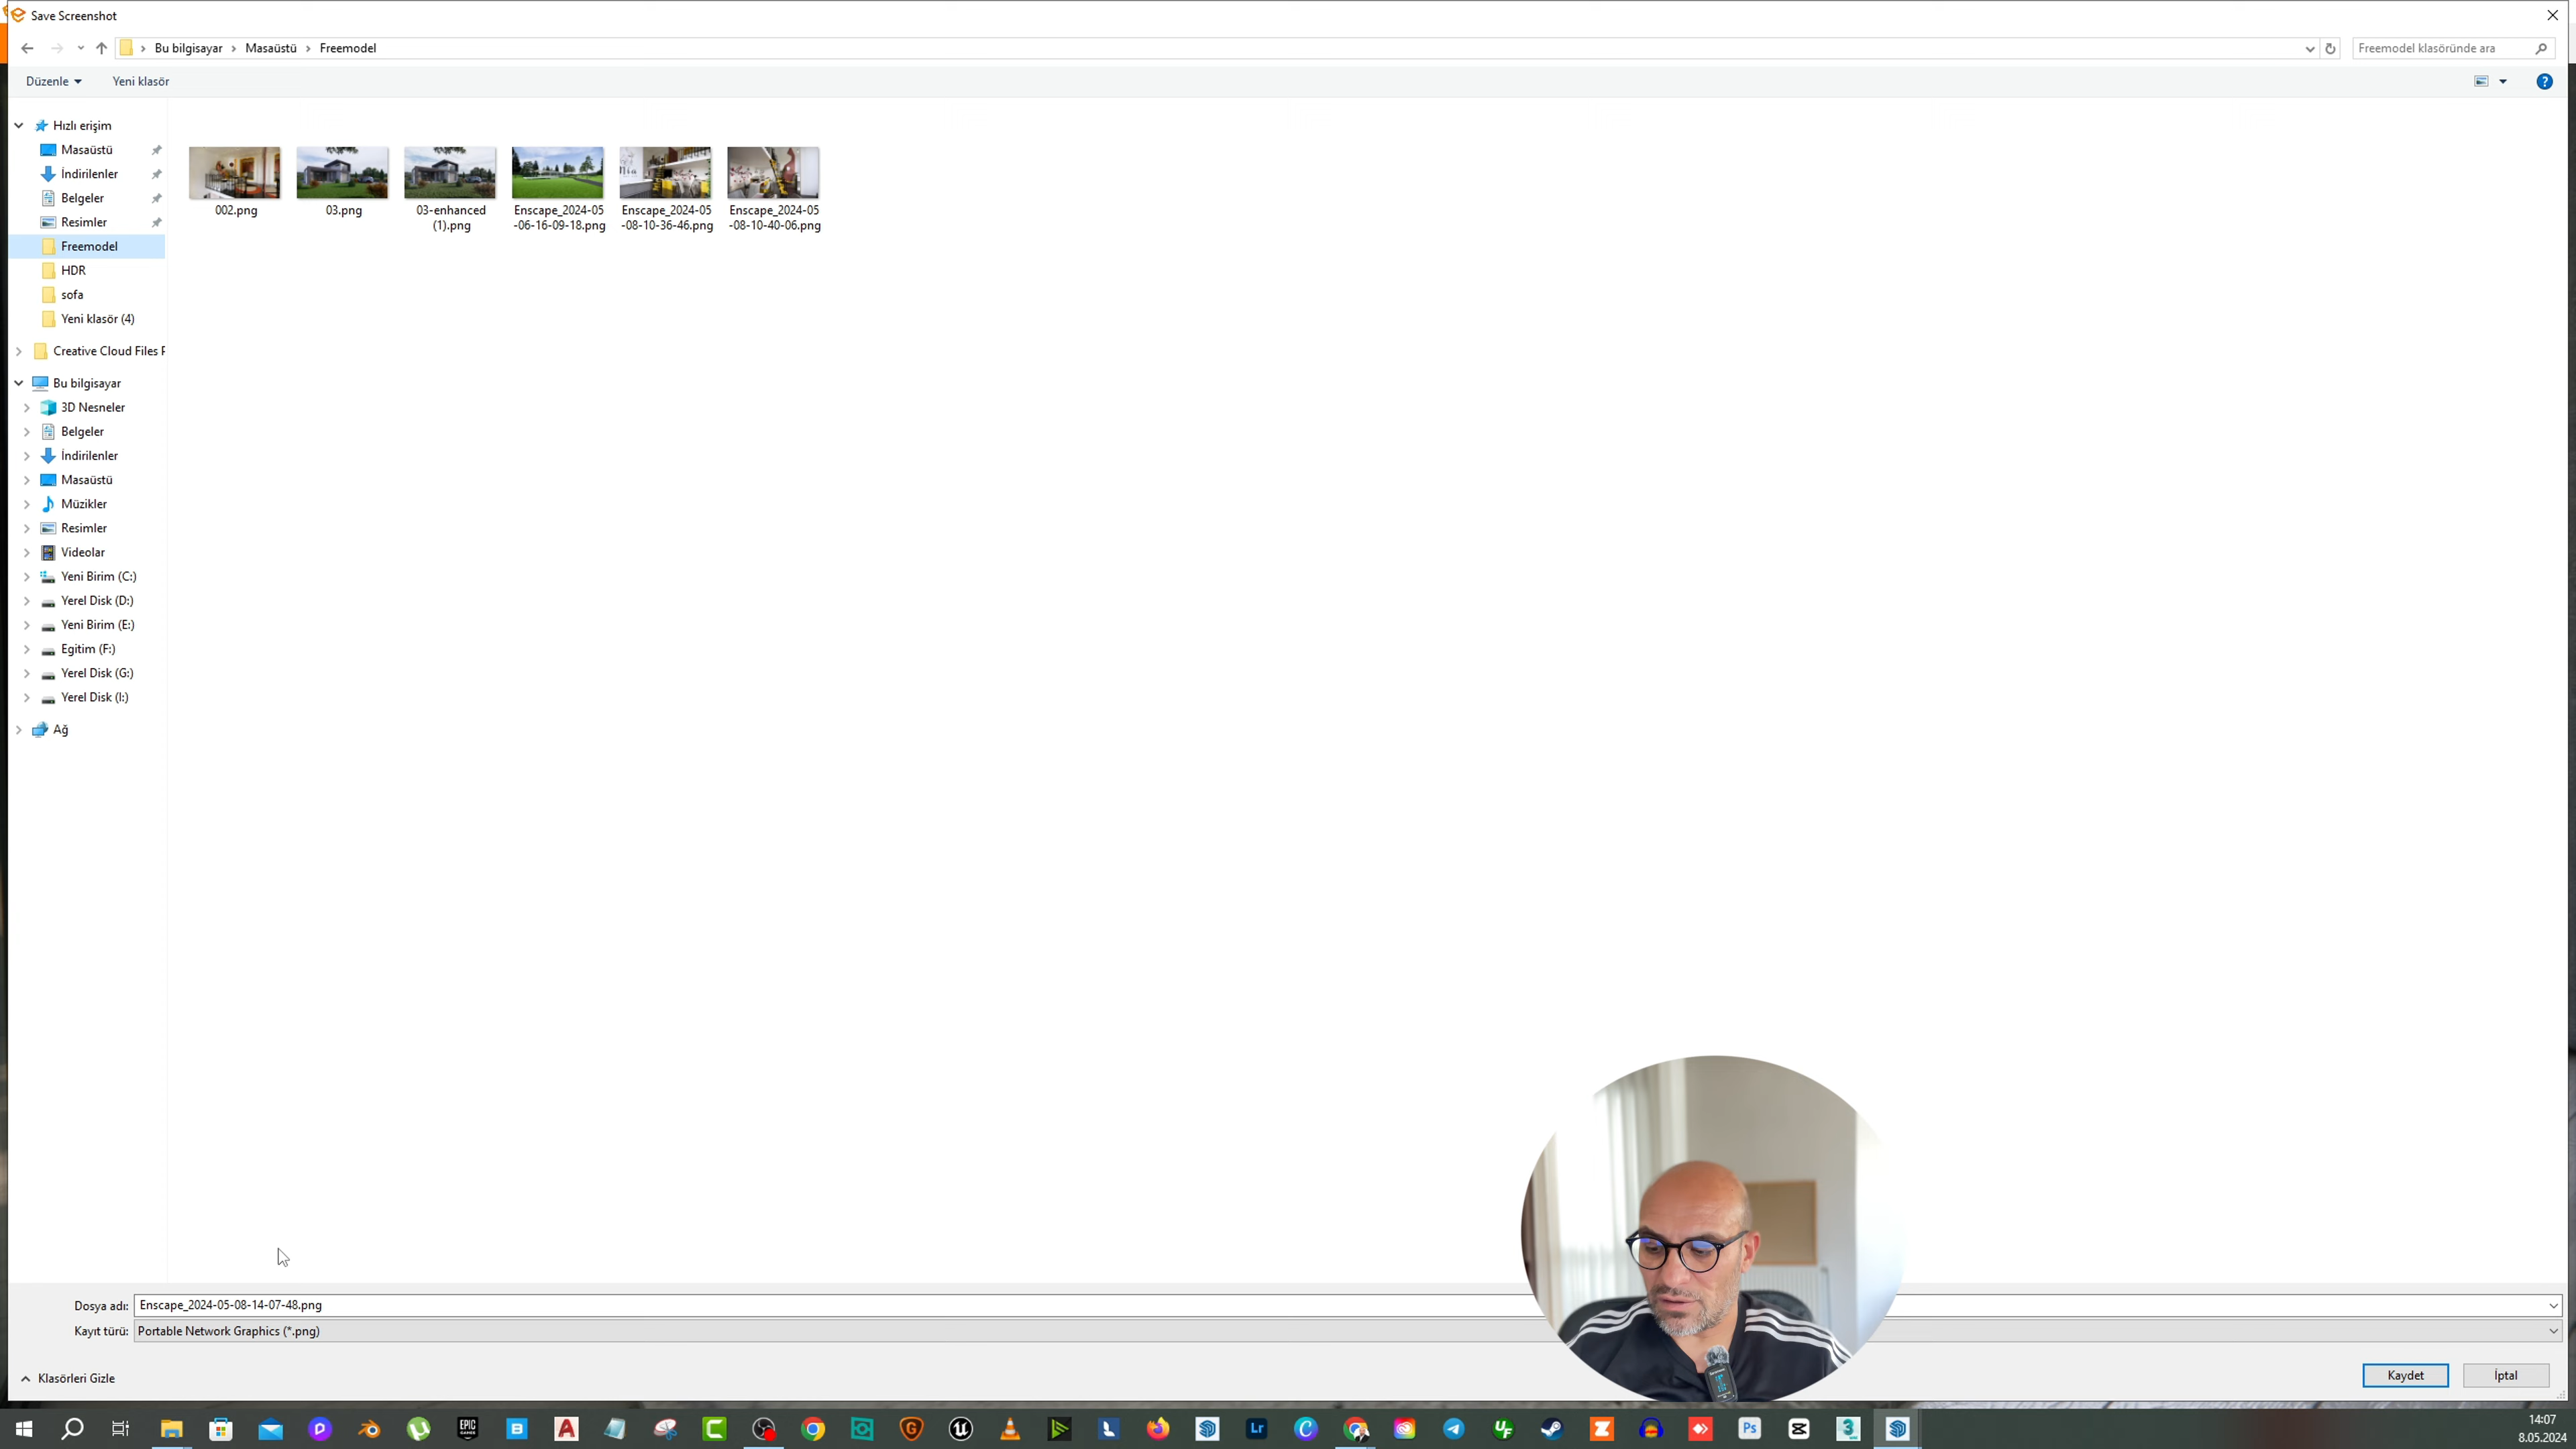 Save Screenshot
Bu bilgisayar > Masaüstü > Freemodel
Freemodel klasöründe ara
Düzenle
Yeni klasör
Hızlı erişim
Masaüstü
İndirilenler
Belgeler
Resimler
Freemodel
HDR
sofa
Yeni klasör (4)
Creative Cloud Files
Bu bilgisayar
3D Nesneler
Belgeler
İndirilenler
Masaüstü
Müzikler
Resimler
Videolar
Yeni Birim (C:)
Yerel Disk (D:)
Yeni Birim (E:)
Egitim (F:)
Yerel Disk (G:)
Yerel Disk (I:)
Ağ
002.png
03.png
03-enhanced
(1).png
Enscape_2024-05
-06-16-09-18.png
Enscape_2024-05
-08-10-36-46.png
Enscape_2024-05
-08-10-40-06.png
Dosya adı: Enscape_2024-05-08-14-07-48.png
Kayıt türü: Portable Network Graphics (*.png)
Klasörleri Gizle
Kaydet
İptal
EPIC
GAMES
Lr
UF
Ps
14:07
8.05.2024